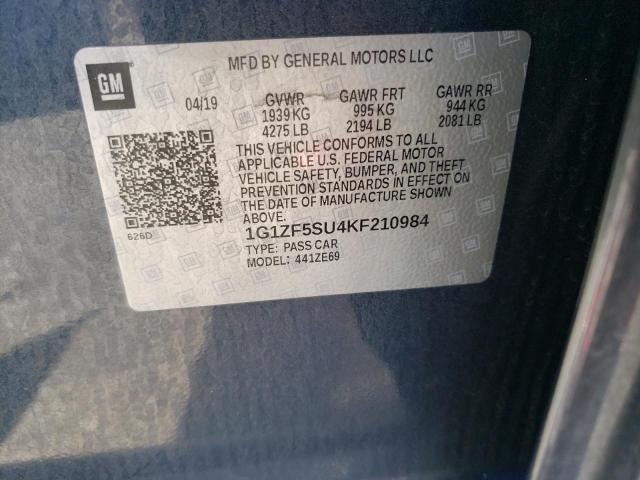 GM
MFD BY GENERAL MOTORS LLC
04/19 GVWR GAWR FRT GAWR RR
1939 KG 995 KG 944 KG
4275 LB 2194 LB 2081 LB
THIS VEHICLE CONFORMS TO ALL
APPLICABLE U.S. FEDERAL MOTOR
VEHICLE SAFETY, BUMPER, AND THEFT
PREVENTION STANDARDS IN EFFECT ON
THE DATE OF MANUFACTURE SHOWN
ABOVE.
626D
1G1ZF5SU4KF210984
TYPE: PASS CAR
MODEL: 441ZE69